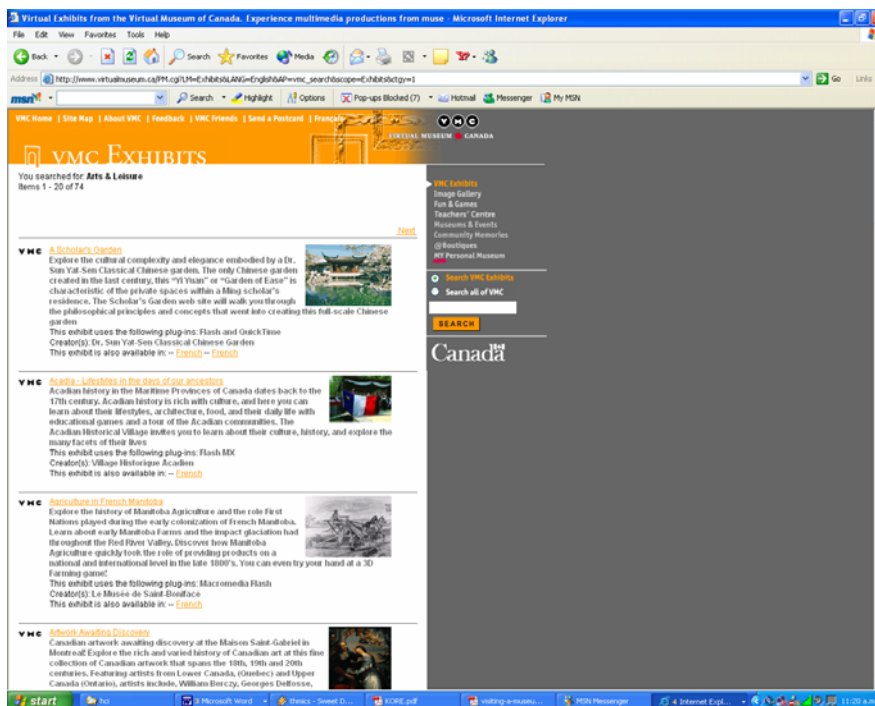 Virtual Exhibits from the Virtual Museum of Canada. Experience multimedia productions from muse - Microsoft Internet Explorer
File Edit View Favorites Tools Help
Back Search Favorites Media
Address http://www.virtualmuseum.ca/PM.cgi?LM=Exhibits&LANG=English&AP=vmc_search&scope=Exhibits&ctgy=1 Go Links
msn Search Highlight Options Pop-ups Blocked (7) Hotmail Messenger My MSN
VMC Home | Site Map | About VMC | Feedback | VMC Friends | Send a Postcard | Français
VMC
VIRTUAL MUSEUM CANADA
VMC EXHIBITS
You searched for: Arts & Leisure
Items 1 - 20 of 74
Next
VMC A Scholar's Garden
Explore the cultural complexity and elegance embodied by a Dr.
Sun Yat-Sen Classical Chinese garden. The only Chinese garden
created in the last century, this "Yi Yuan" or "Garden of Ease" is
characteristic of the private spaces within a Ming scholar's
residence. The Scholar's Garden web site will walk you through
the philosophical principles and concepts that went into creating this full-scale Chinese
garden
This exhibit uses the following plug-ins: Flash and QuickTime
Creator(s): Dr. Sun Yat-Sen Classical Chinese Garden
This exhibit is also available in: -- French -- French
VMC Acadia - Lifestyles in the days of our ancestors
Acadian history in the Maritime Provinces of Canada dates back to the
17th century. Acadian history is rich with culture, and here you can
learn about their lifestyles, architecture, food, and their daily life with
educational games and a tour of the Acadian communities. The
Acadian Historical Village invites you to learn about their culture, history, and explore the
many facets of their lives
This exhibit uses the following plug-ins: Flash MX
Creator(s): Village Historique Acadien
This exhibit is also available in: -- French
VMC Agriculture in French Manitoba
Explore the history of Manitoba Agriculture and the role First
Nations played during the early colonization of French Manitoba.
Learn about early Manitoba Farms and the impact glaciation had
throughout the Red River Valley. Discover how Manitoba
Agriculture quickly took the role of providing products on a
national and international level in the late 1800's. You can even try your hand at a 3D
Farming game!
This exhibit uses the following plug-ins: Macromedia Flash
Creator(s): Le Musée de Saint-Boniface
This exhibit is also available in: -- French
VMC Artwork Awaiting Discovery
Canadian artwork awaiting discovery at the Maison Saint-Gabriel in
Montreal! Explore the rich and varied history of Canadian art at this fine
collection of Canadian artwork that spans the 18th, 19th and 20th
centuries. Featuring artists from Lower Canada, (Quebec) and Upper
Canada (Ontario), artists include, William Berczy, Georges Delfosse,
VMC Exhibits
Image Gallery
Fun & Games
Teachers' Centre
Museums & Events
Community Memories
@Boutiques
MY Personal Museum
Search VMC Exhibits
Search all of VMC
SEARCH
Canada
start hci 3 Microsoft Word thnics - Sweet D... KORE.pdf visiting-a-museu... MSN Messenger 4 Internet Expl... 11:20 a.m.